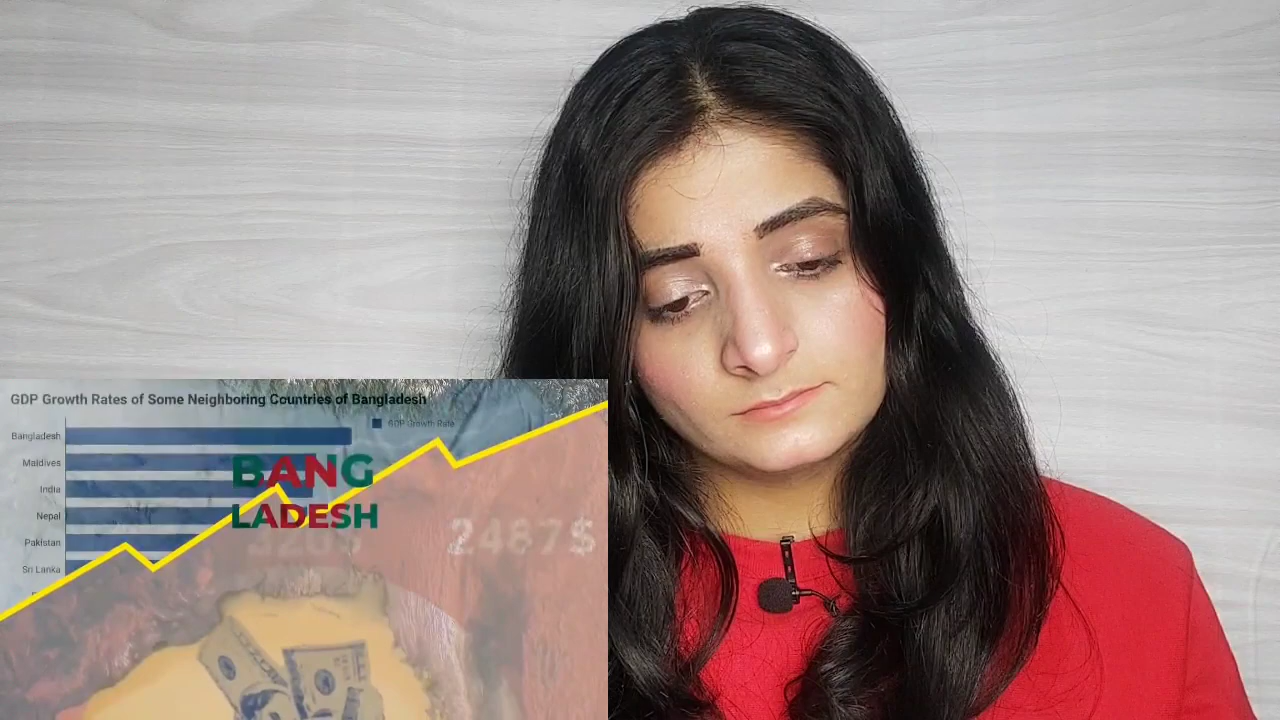 GDP Growth Rates of Some Neighboring Countries of Bangladesh
GDP Growth Rate
Bangladesh
Maldives
India
Nepal
Pakistan
Sri Lanka
BANG
LADESH
2467$